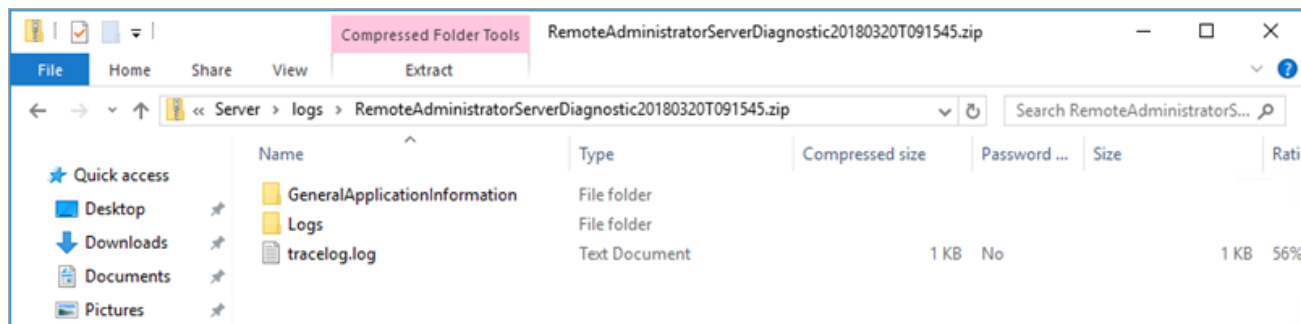 Compressed Folder Tools RemoteAdministratorServerDiagnostic20180320T091545.zip
File Home Share View Extract
« Server > logs > RemoteAdministratorServerDiagnostic20180320T091545.zip Search RemoteAdministratorS...
Name Type Compressed size Password ... Size Rati
Quick access
GeneralApplicationInformation File folder
Desktop
Logs File folder
Downloads
tracelog.log Text Document 1 KB No 1 KB 56%
Documents
Pictures